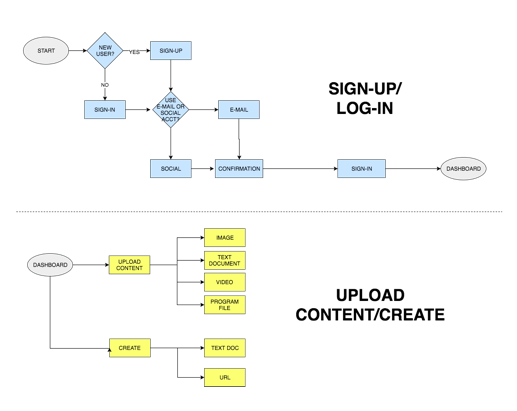 START
NEW
USER?
YES
SIGN-UP
SIGN-UP/
LOG-IN
NO
SIGN-IN
USE
E-MAIL OR
SOCIAL
ACCT?
E-MAIL
SOCIAL
CONFIRMATION
SIGN-IN
DASHBOARD
DASHBOARD
UPLOAD
CONTENT
IMAGE
TEXT
DOCUMENT
VIDEO
PROGRAM
FILE
UPLOAD
CONTENT/CREATE
CREATE
TEXT DOC
URL